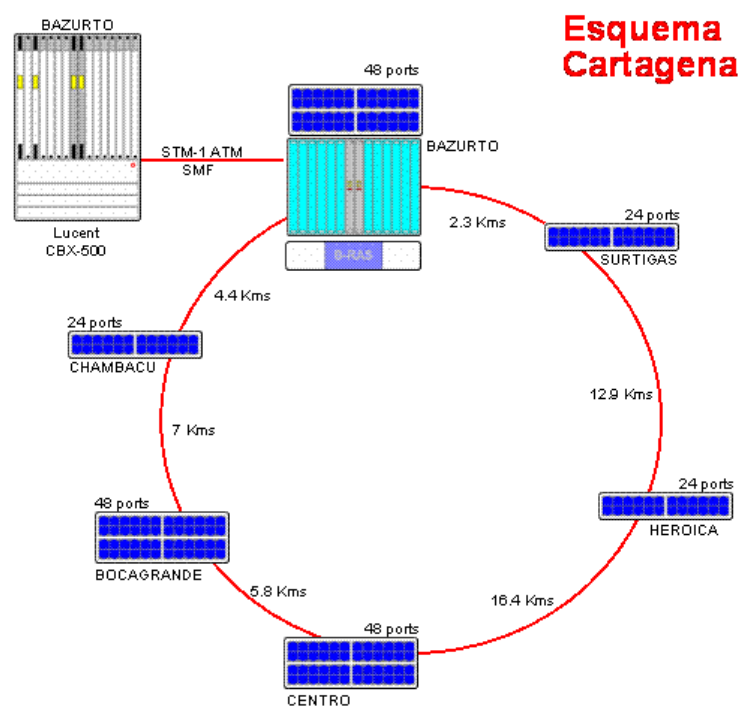 BAZURTO
Esquema
Cartagena
48 ports
BAZURTO
STM-1 ATM
SMF
Lucent
CBX-500
B-RAS
2.3 Kms
24 ports
SURTIGAS
4.4 Kms
24 ports
CHAMBACU
12.9 Kms
7 Kms
24 ports
HEROICA
48 ports
BOCAGRANDE
5.8 Kms
16.4 Kms
48 ports
CENTRO